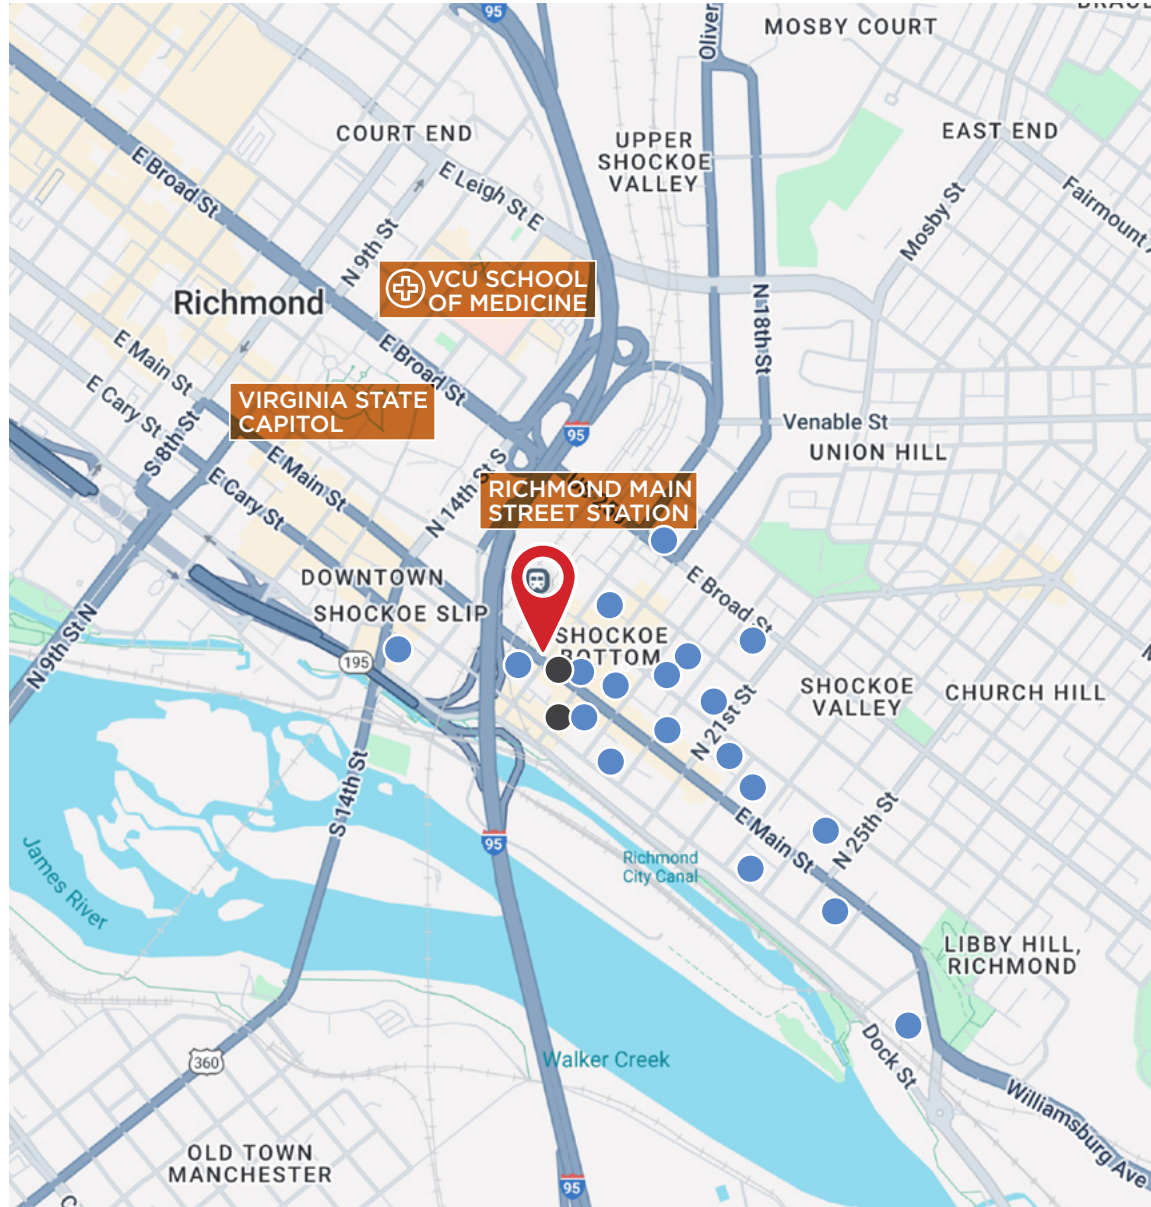 95
MOSBY COURT
Oliver
COURT END
UPPER
SHOCKOE
VALLEY
EAST END
E Broad St
E Leigh St E
Mosby St
Fairmount
N 9th St
VCU SCHOOL
OF MEDICINE
Richmond
N 18th St
E Main St
E Broad St
E Cary St
VIRGINIA STATE
CAPITOL
S 8th St
95
Venable St
UNION HILL
E Main St
E Cary St
N 14th St S
RICHMOND MAIN
STREET STATION
DOWNTOWN
E Broad St
SHOCKOE SLIP
N 9th St N
195
SHOCKOE
BOTTOM
SHOCKOE
VALLEY
CHURCH HILL
N 21st St
S 14th St
95
E Main St
N 25th St
Richmond
City Canal
James River
LIBBY HILL,
RICHMOND
Dock St
Walker Creek
360
Williamsburg Ave
OLD TOWN
MANCHESTER
95